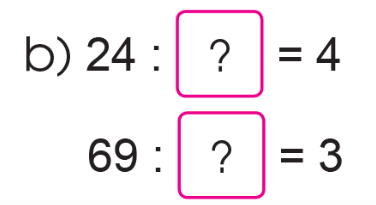 b) 24 : ? = 4
69 : ? = 3